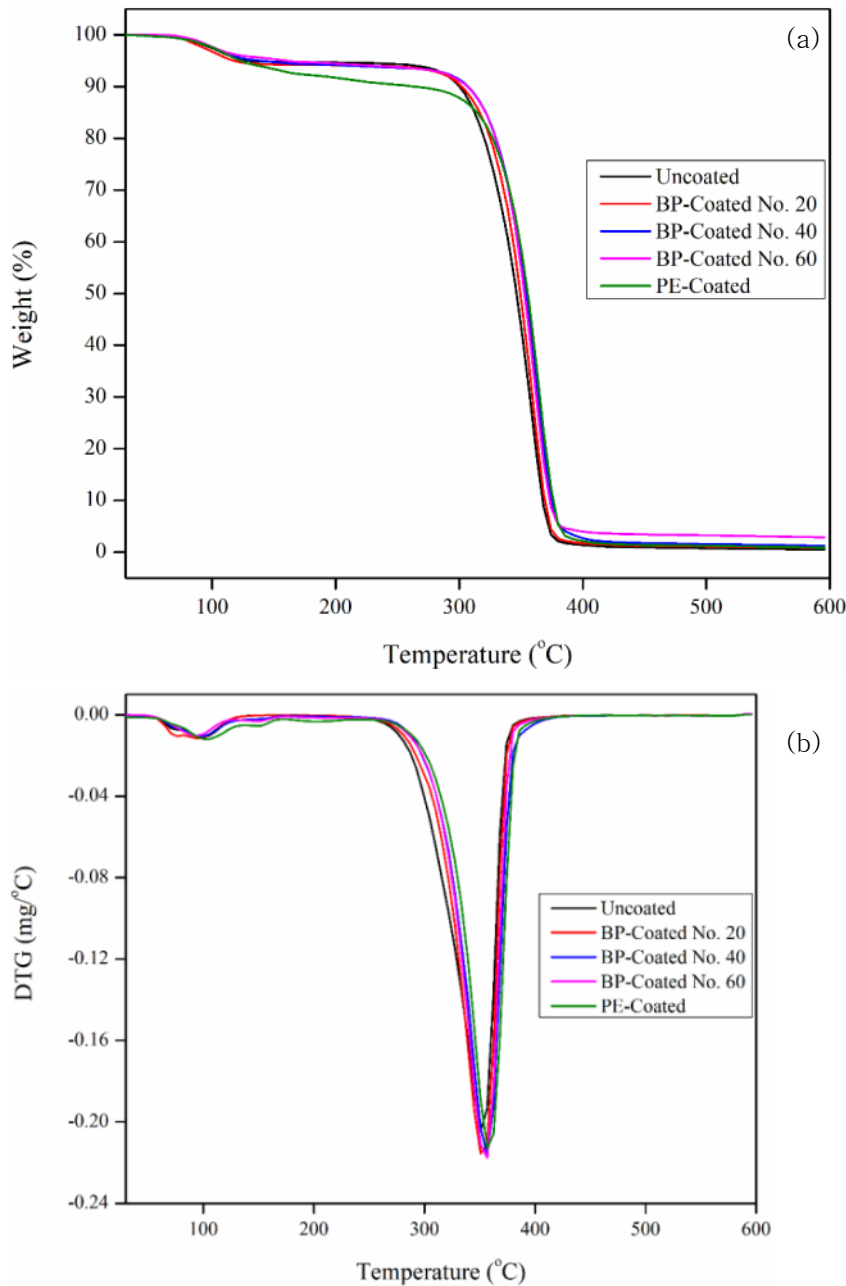 (a)
100
90
80
70
60
50
40
30
20
10
0
Weight (%)
Uncoated
BP-Coated No. 20
BP-Coated No. 40
BP-Coated No. 60
PE-Coated
100 200 300 400 500 600
Temperature (°C)
(b)
0.00
-0.04
-0.08
-0.12
-0.16
-0.20
-0.24
DTG (mg/°C)
Uncoated
BP-Coated No. 20
BP-Coated No. 40
BP-Coated No. 60
PE-Coated
100 200 300 400 500 600
Temperature (°C)